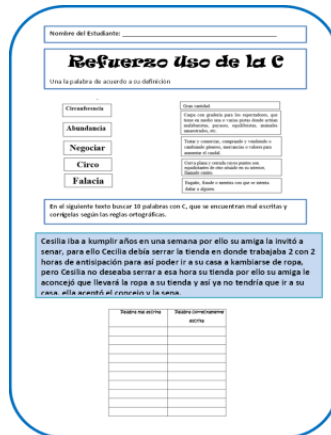 Nombre del Estudiante:
Refuerzo Uso de la C
Una la palabra de acuerdo a su definición
Circunferencia
Abundancia
Negociar
Circo
Falacia
Gran cantidad.
Carpa con gradería para los espectadores, que
tiene en medio una o varias pistas donde actúan
malabaristas, payasos, equilibristas, animales
amaestrados, etc.
Tratar y comerciar, comprando y vendiendo o
cambiando géneros, mercancías o valores para
aumentar el caudal.
Curva plana y cerrada cuyos puntos son
equidistantes de otro situado en su interior,
llamado centro.
Engaño, fraude o mentira con que se intenta
dañar a alguien.
En el siguiente texto buscar 10 palabras con C, que se encuentran mal escritas y
corrígelas según las reglas ortográficas.
Cesilia iba a kumplir años en una semana por ello su amiga la invitó a
senar, para ello Cecilia debía serrar la tienda en donde trabajaba 2 con 2
horas de antisipación para así poder ir a su casa a kambiarse de ropa,
pero Cecilia no deseaba serrar a esa hora su tienda por ello su amiga le
aconcejó que llevará la ropa a su tienda y así ya no tendría que ir a su
casa, ella aceptó el concejo y la sena.
Palabra mal escrita
Palabra correctamente
escrita